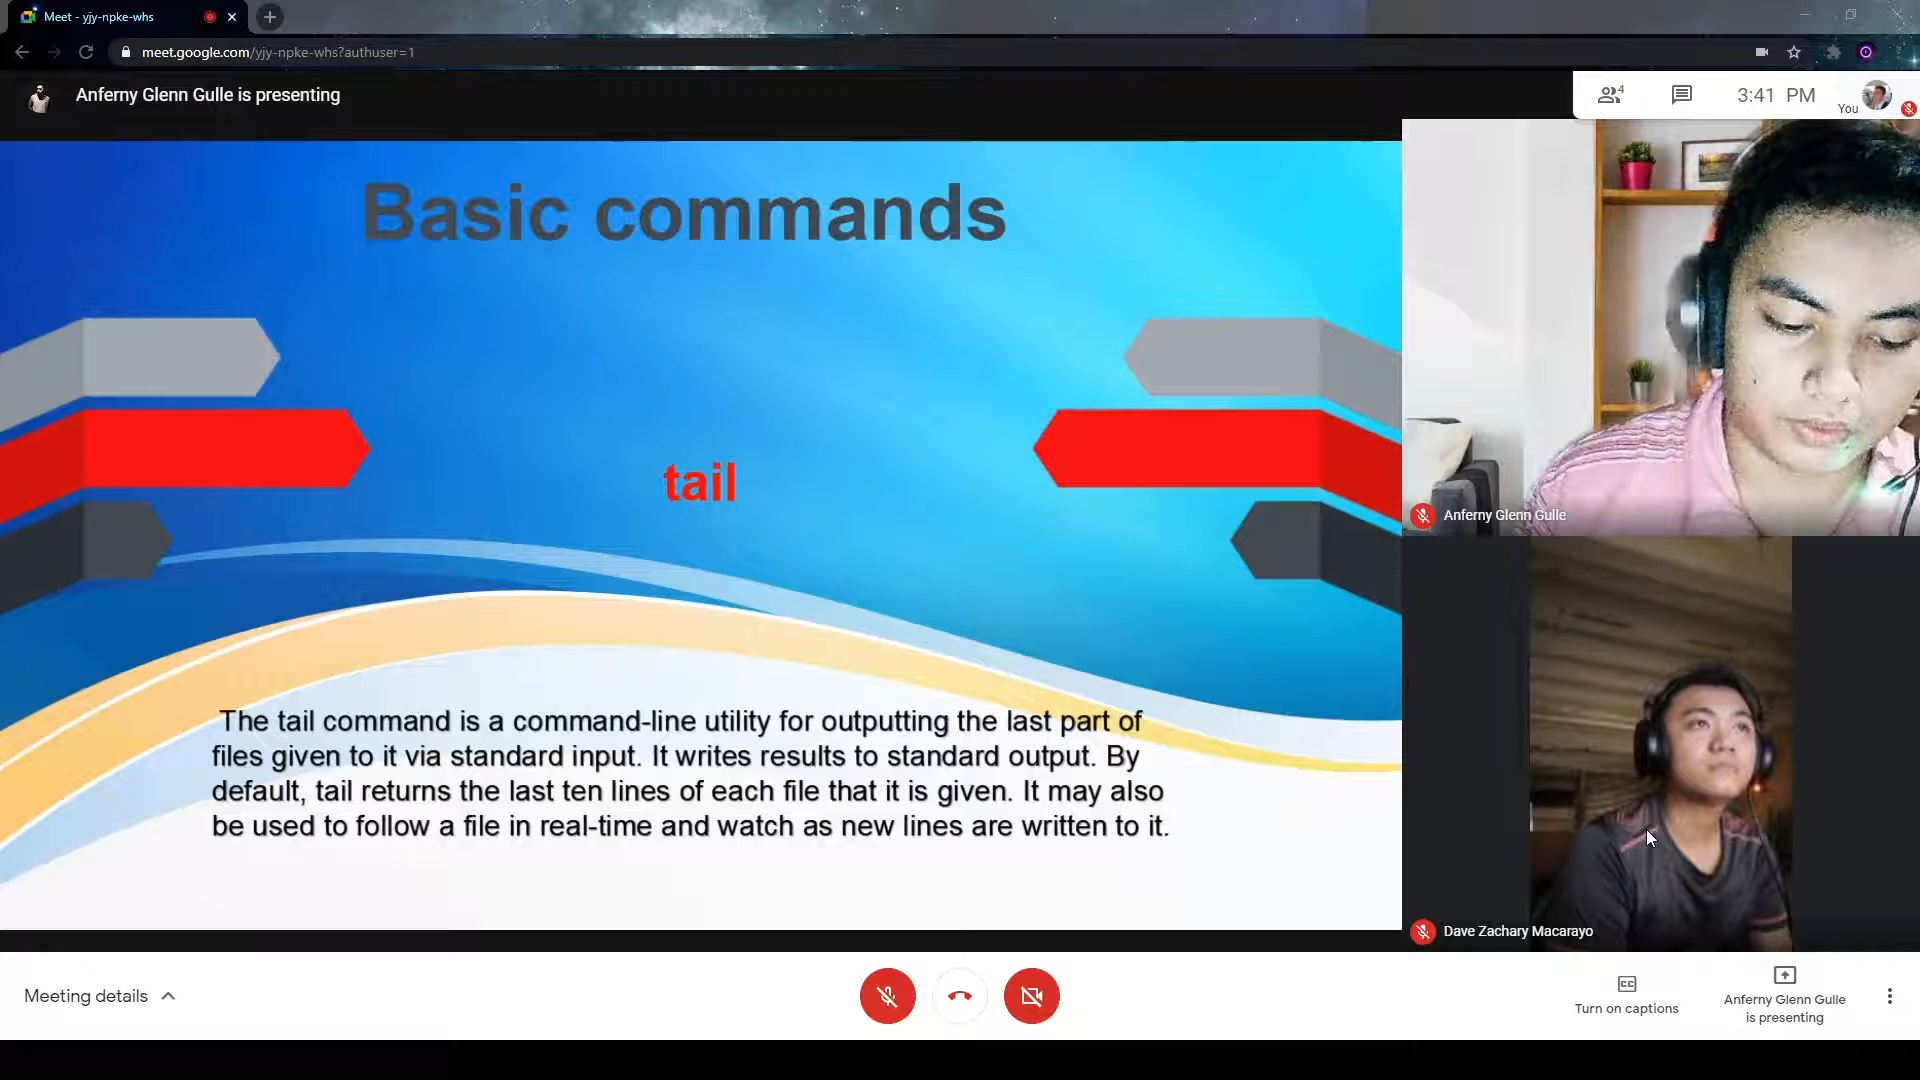 Meet - yjy-npke-whs
meet.google.com/yjy-npke-whs?authuser=1
Anferny Glenn Gulle is presenting
4
3:41 PM
You
Basic commands
tail
The tail command is a command-line utility for outputting the last part of
files given to it via standard input. It writes results to standard output. By
default, tail returns the last ten lines of each file that it is given. It may also
be used to follow a file in real-time and watch as new lines are written to it.
Anferny Glenn Gulle
Dave Zachary Macarayo
Meeting details
CC
Turn on captions
Anferny Glenn Gulle
is presenting